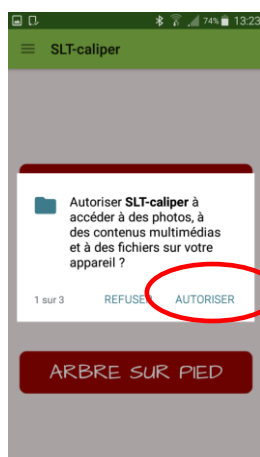 74% 13:23
SLT-caliper
Autoriser SLT-caliper à
accéder à des photos, à
des contenus multimédias
et à des fichiers sur votre
appareil ?
1 sur 3 REFUSER AUTORISER
ARBRE SUR PIED